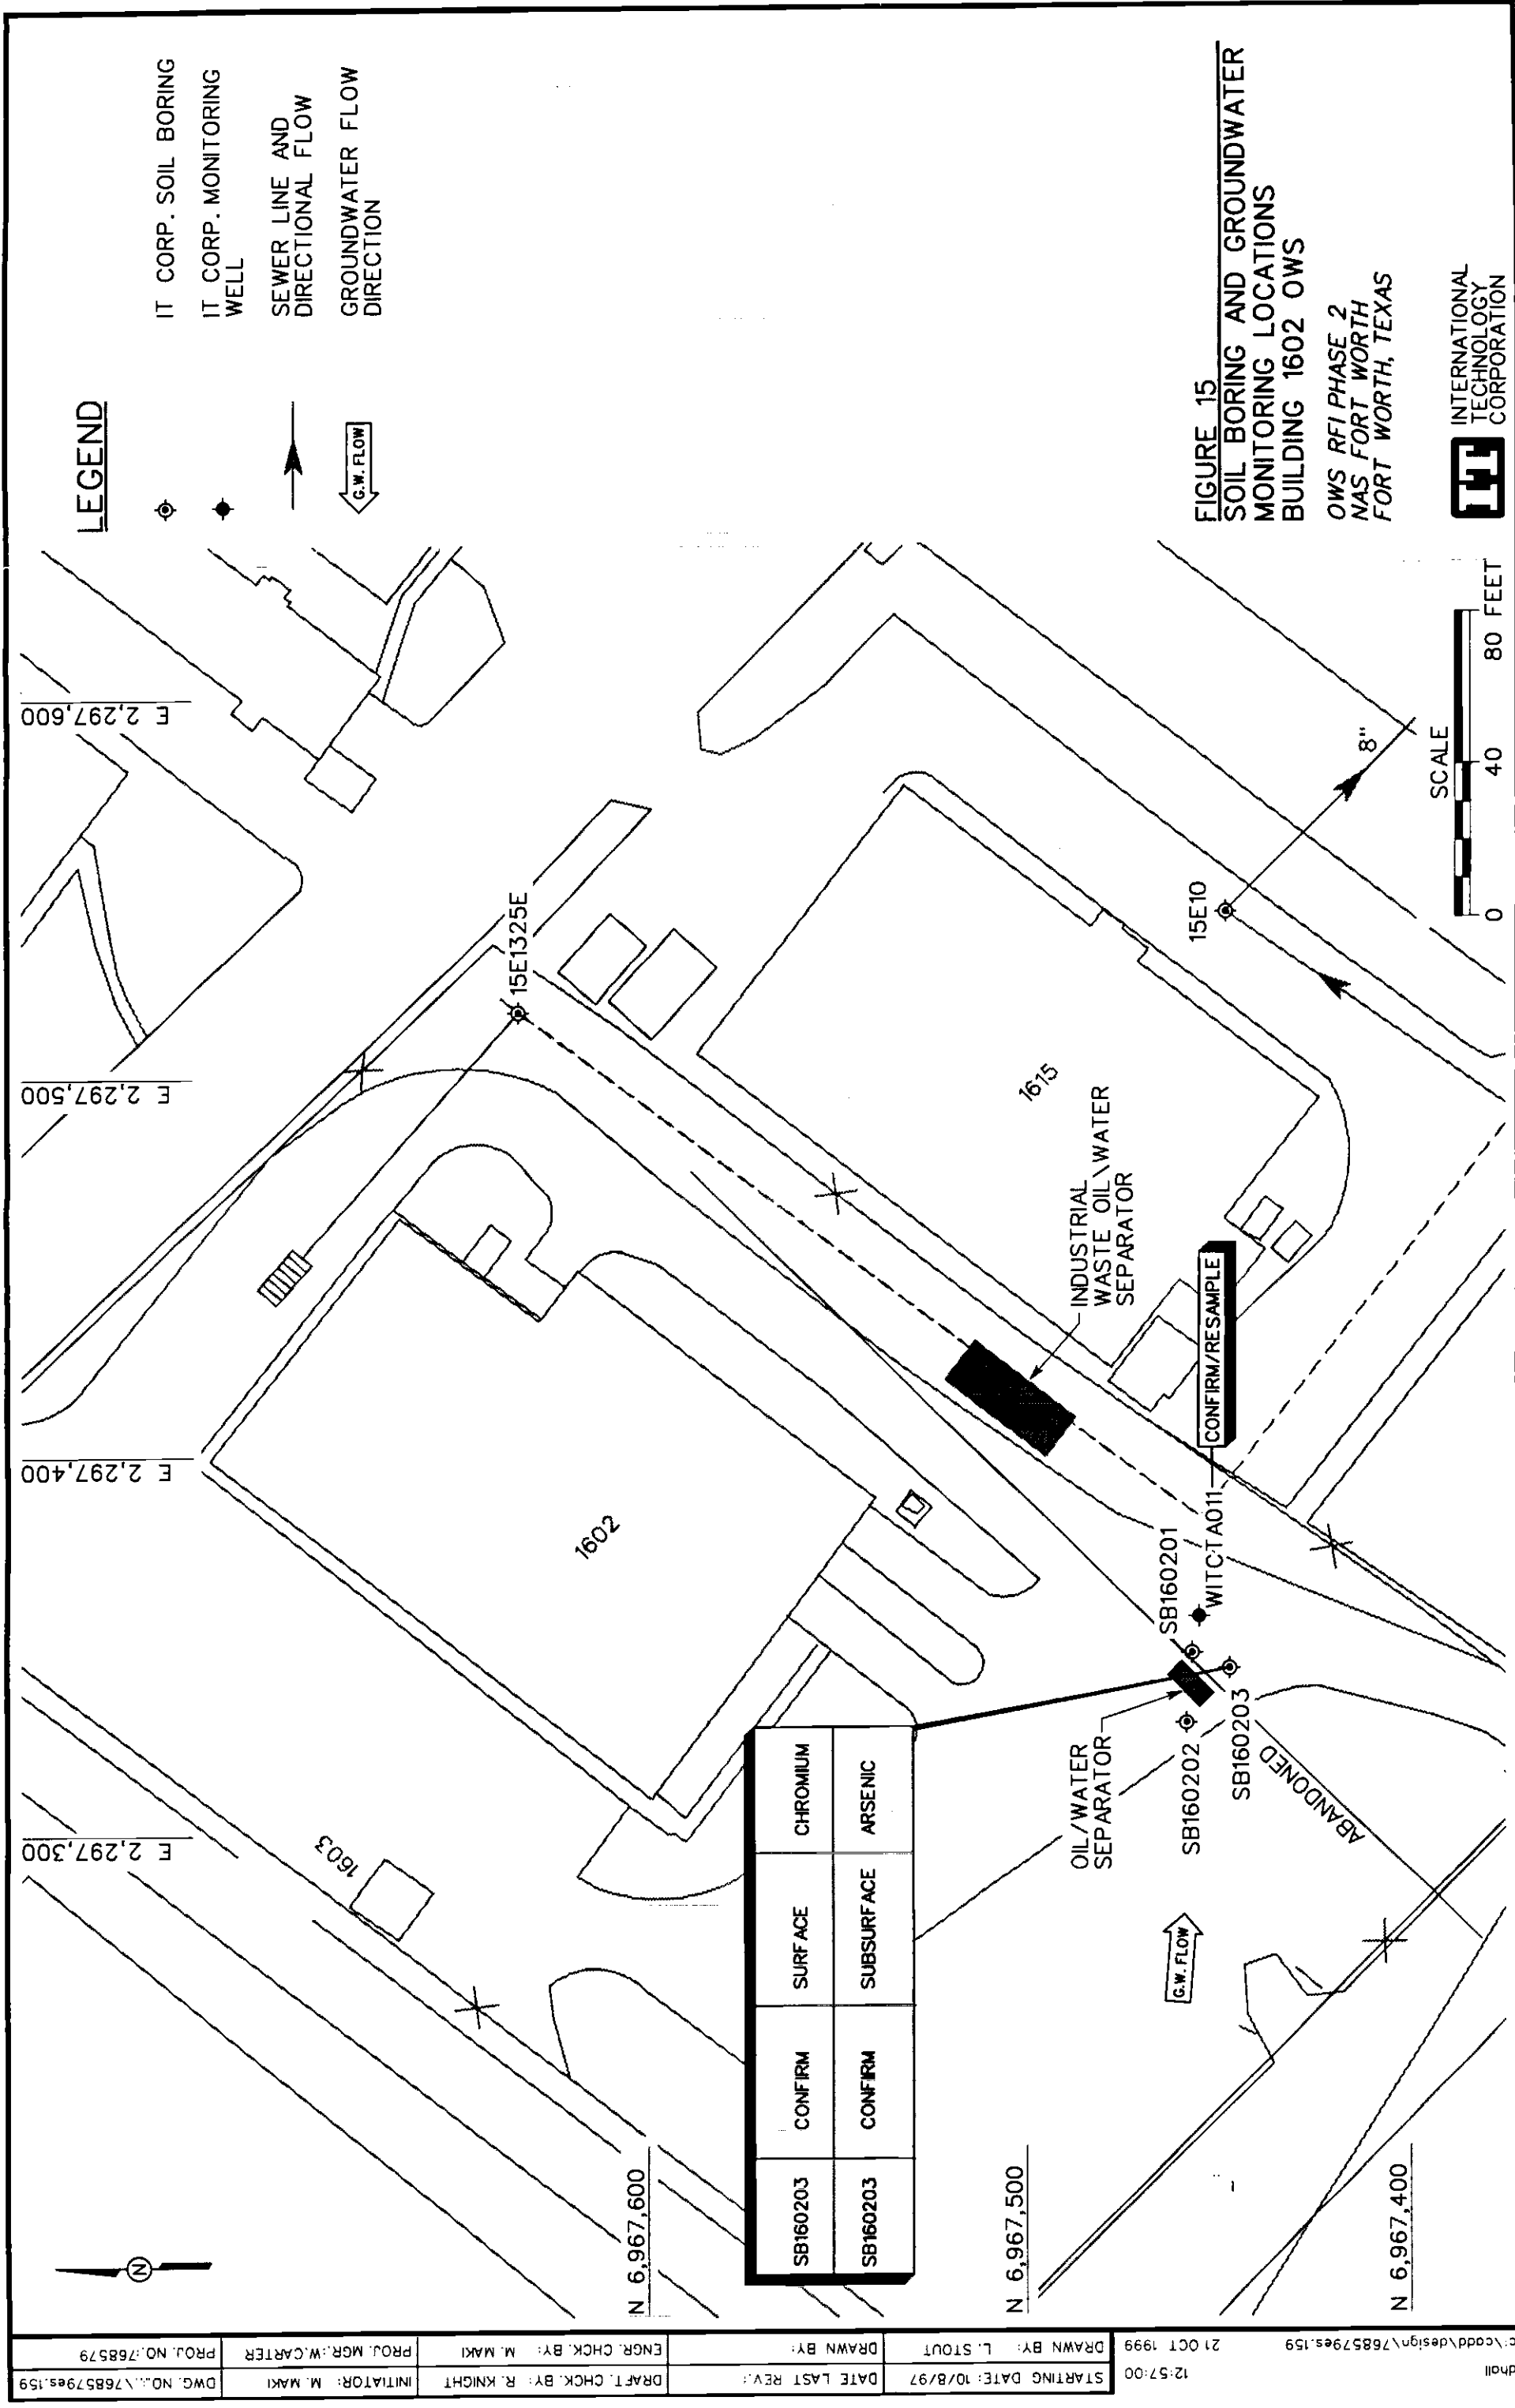 LEGEND
IT CORP. SOIL BORING
IT CORP. MONITORING
WELL
SEWER LINE AND
DIRECTIONAL FLOW
G.W. FLOW
GROUNDWATER FLOW
DIRECTION
FIGURE 15
SOIL BORING AND GROUNDWATER
MONITORING LOCATIONS
BUILDING 1602 OWS
OWS RFI PHASE 2
NAS FORT WORTH
FORT WORTH, TEXAS
INTERNATIONAL
TECHNOLOGY
CORPORATION
SCALE
0 40 80 FEET
E 2,297,300
E 2,297,400
E 2,297,500
E 2,297,600
N 6,967,600
N 6,967,500
N 6,967,400
N
1603
1602
1615
15E1325E
15E10
8"
INDUSTRIAL
WASTE OIL\WATER
SEPARATOR
CONFIRM/RESAMPLE
WITCTA011
SB160201
OIL/WATER
SEPARATOR
SB160202
SB160203
ABANDONED
G.W. FLOW
SB160203 CONFIRM SURFACE CHROMIUM
SB160203 CONFIRM SUBSURFACE ARSENIC
DWG. NO.:..\768579es.159
PROJ. NO.:768579
INITIATOR: M. MAKI
PROJ. MGR.:W.CARTER
DRAFT. CHCK. BY: R. KNIGHT
ENGR. CHCK. BY: M. MAKI
DATE LAST REV.:
DRAWN BY:
STARTING DATE: 10/8/97
DRAWN BY: L. STOUT
12:57:00
21 OCT 1999
c:\cadd\design\768579es.159